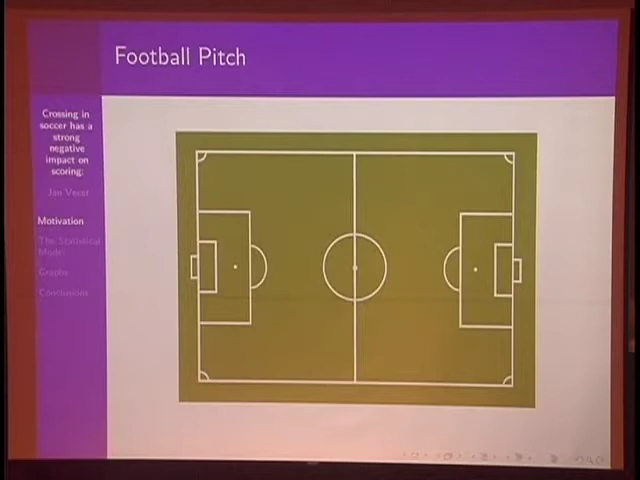 Football Pitch
Crossing in
soccer has a
strong
negative
impact on
scoring:
Jan Vecer
Motivation
The Statistical
Model
Graphs
Conclusions